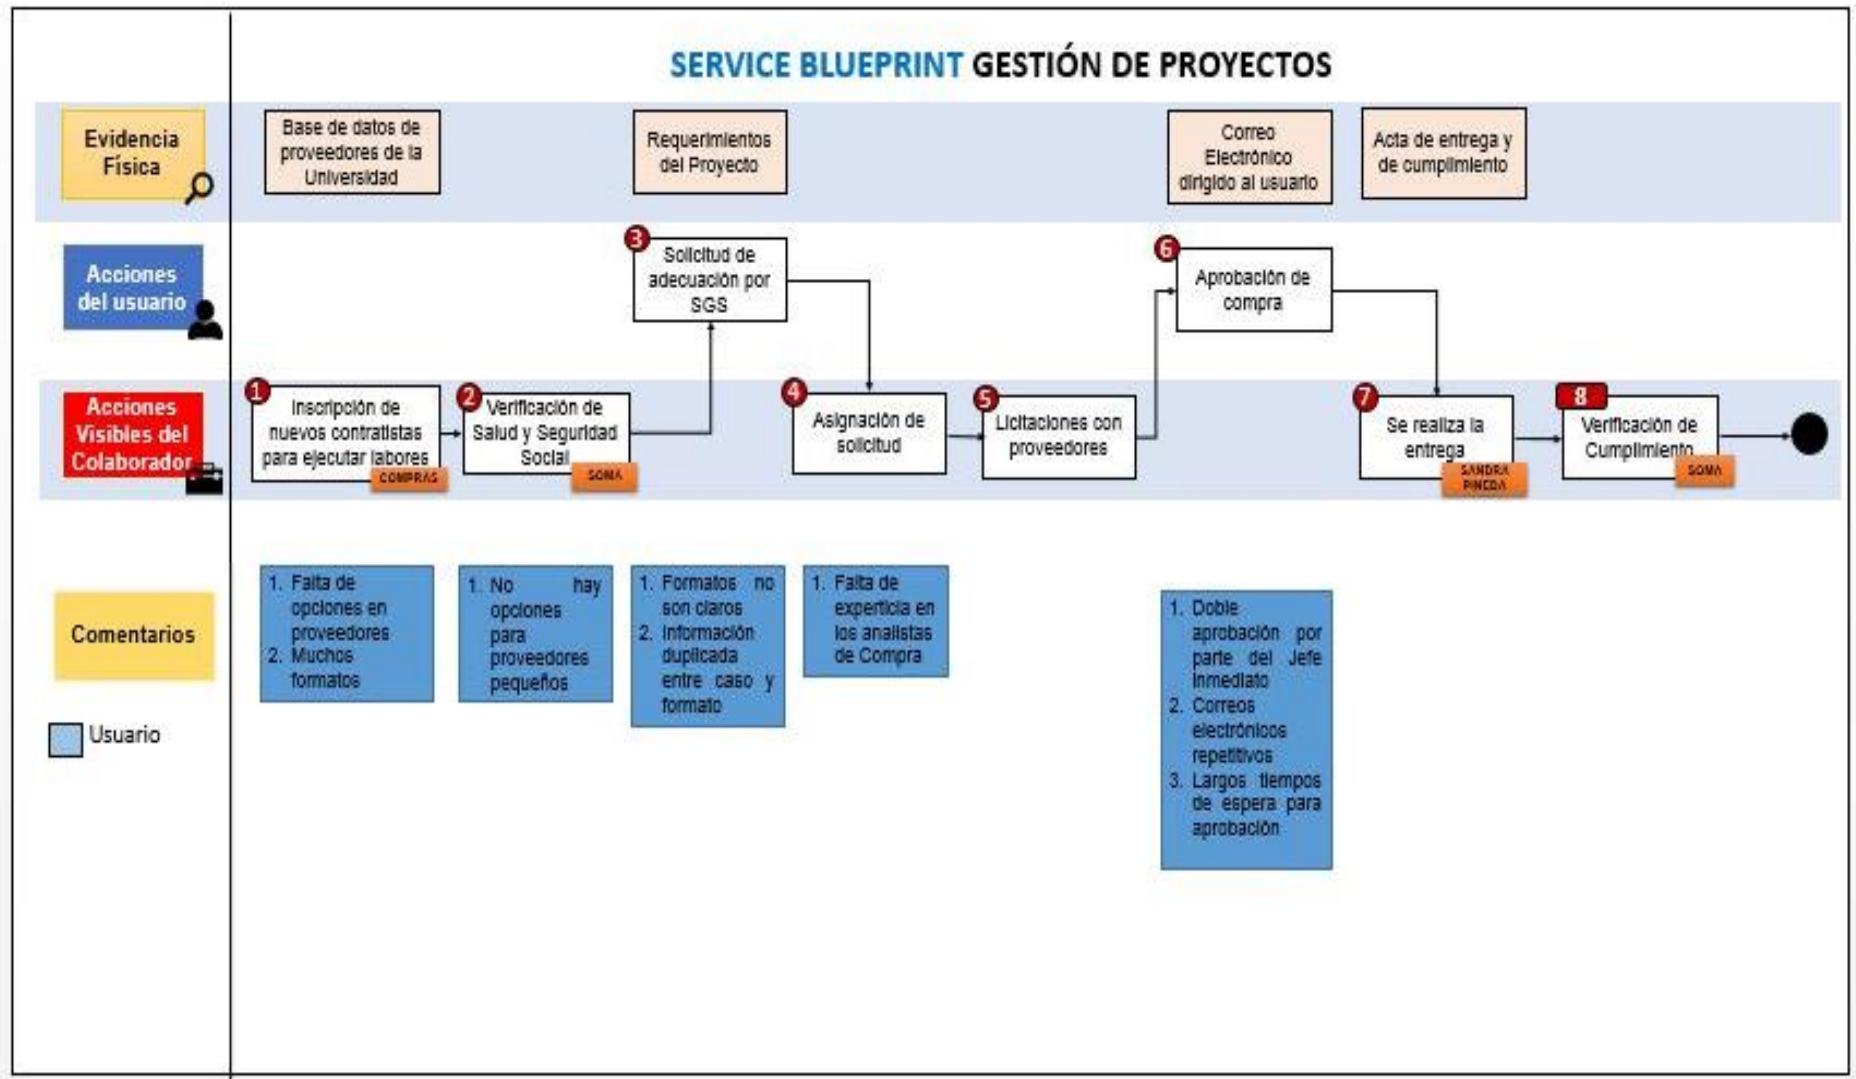 SERVICE BLUEPRINT GESTIÓN DE PROYECTOS
Evidencia
Física
Base de datos de
proveedores de la
Universidad
Requerimientos
del Proyecto
Correo
Electrónico
dirigido al usuario
Acta de entrega y
de cumplimiento
Acciones
del usuario
3
Solicitud de
adecuación por
SGS
6
Aprobación de
compra
Acciones
Visibles del
Colaborador
1
Inscripción de
nuevos contratistas
para ejecutar labores
COMPRAS
2
Verificación de
Salud y Seguridad
Social
SOMA
4
Asignación de
solicitud
5
Licitaciones con
proveedores
7
Se realiza la
entrega
SANDRA
PINEDA
8
Verificación de
Cumplimiento
SOMA
Comentarios
1. Falta de
opciones en
proveedores
2. Muchos
formatos
1. No hay
opciones
para
proveedores
pequeños
1. Formatos no
son claros
2. Información
duplicada
entre caso y
formato
1. Falta de
experticia en
los analistas
de Compra
1. Doble
aprobación por
parte del Jefe
Inmediato
2. Correos
electrónicos
repetitivos
3. Largos tiempos
de espera para
aprobación
Usuario